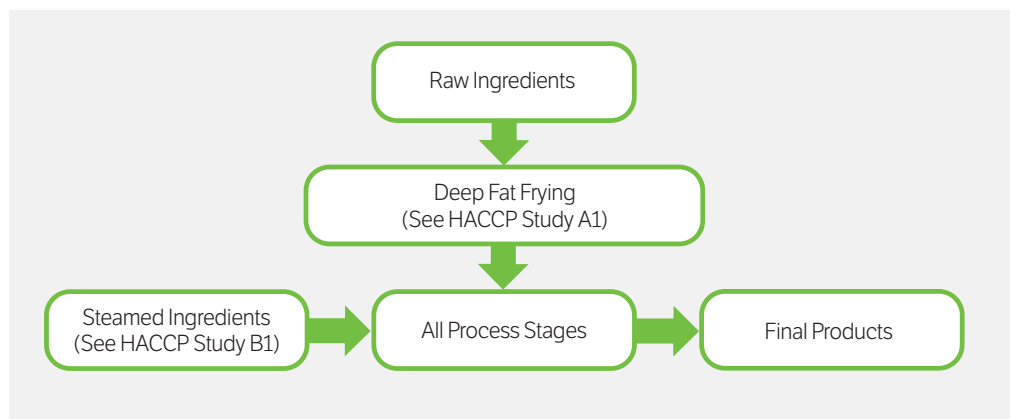 Raw Ingredients
Deep Fat Frying
(See HACCP Study A1)
Steamed Ingredients
(See HACCP Study B1)
All Process Stages
Final Products